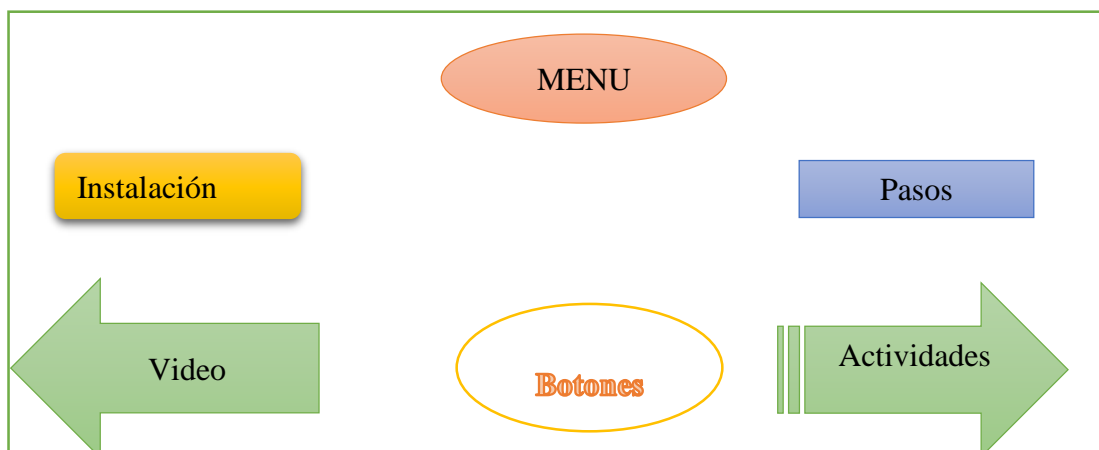 MENU
Instalación
Pasos
Video
Botones
Actividades